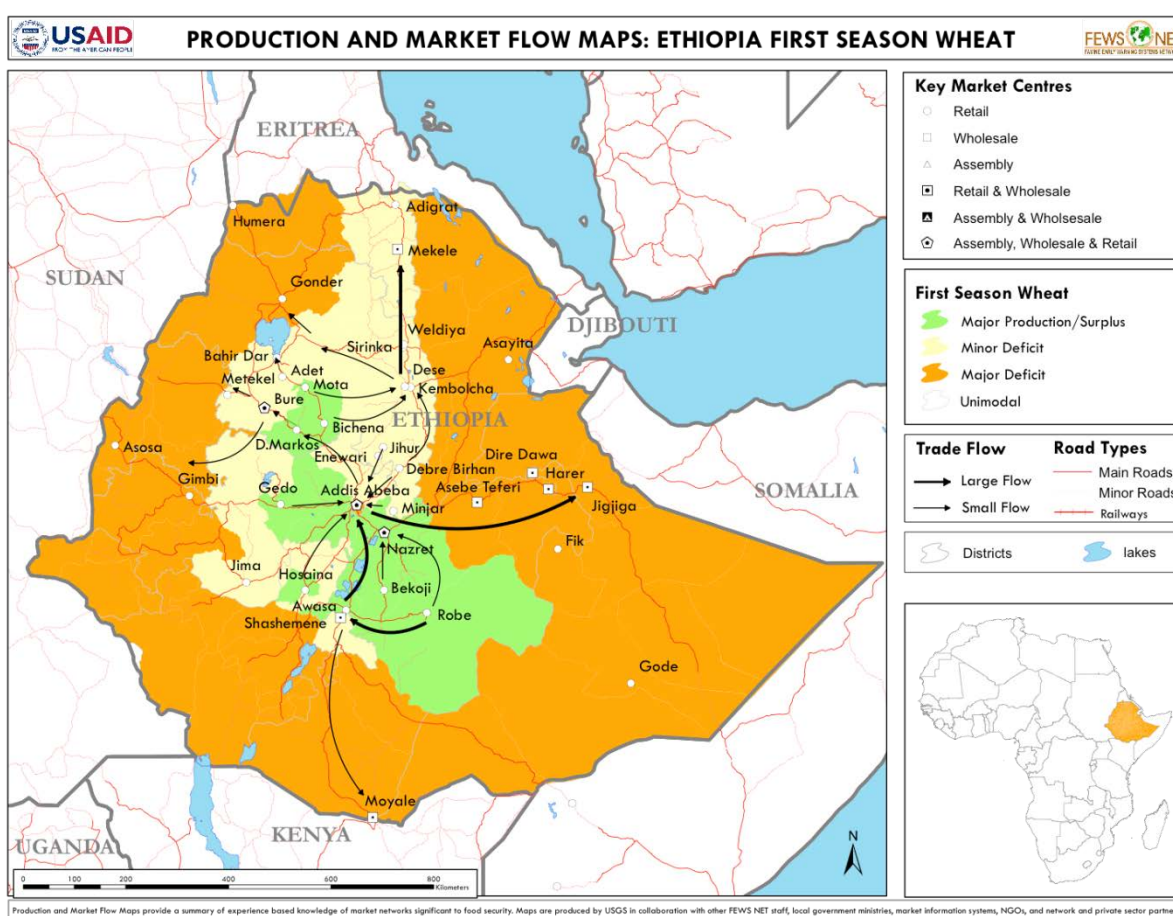 USAID
FROM THE AMERICAN PEOPLE
PRODUCTION AND MARKET FLOW MAPS: ETHIOPIA FIRST SEASON WHEAT
FEWS NE
FAMINE EARLY WARNING SYSTEMS NETW
ERITREA
SUDAN
DJIBOUTI
ETHIOPIA
SOMALIA
UGANDA
KENYA
Humera
Adigrat
Mekele
Gonder
Weldiya
Sirinka
Asayita
Bahir Dar
Adet
Dese
Metekel
Mota
Kembolcha
Bure
Bichena
D.Markos
Jihur
Enewari
Asosa
Debre Birhan
Dire Dawa
Harer
Gimbi
Gedo
Addis Abeba
Asebe Teferi
Minjar
Jigjiga
Nazret
Fik
Jima
Hosaina
Bekoji
Awasa
Robe
Shashemene
Gode
Moyale
N
0 100 200 400 600 800
Kilometers
Key Market Centres
Retail
Wholesale
Assembly
Retail & Wholesale
Assembly & Wholsesale
Assembly, Wholesale & Retail
First Season Wheat
Major Production/Surplus
Minor Deficit
Major Deficit
Unimodal
Trade Flow
Large Flow
Small Flow
Road Types
Main Roads
Minor Roads
Railways
Districts
lakes
Production and Market Flow Maps provide a summary of experience based knowledge of market networks significant to food security. Maps are produced by USGS in collaboration with other FEWS NET staff, local government ministries, market information systems, NGOs, and network and private sector partn